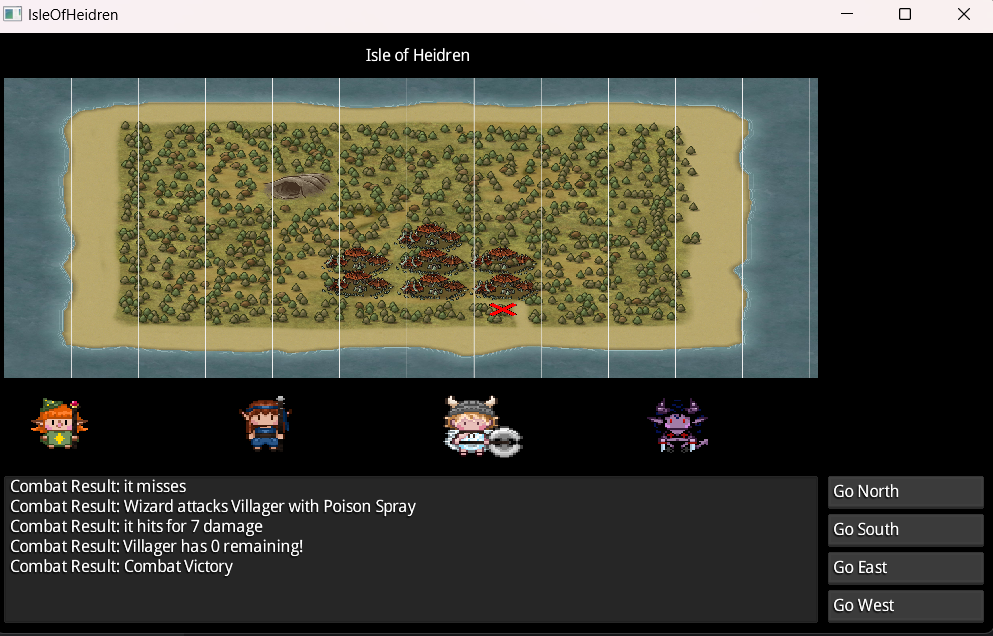 IsleOfHeidren
Isle of Heidren
Combat Result: it misses
Combat Result: Wizard attacks Villager with Poison Spray
Combat Result: it hits for 7 damage
Combat Result: Villager has 0 remaining!
Combat Result: Combat Victory
Go North
Go South
Go East
Go West